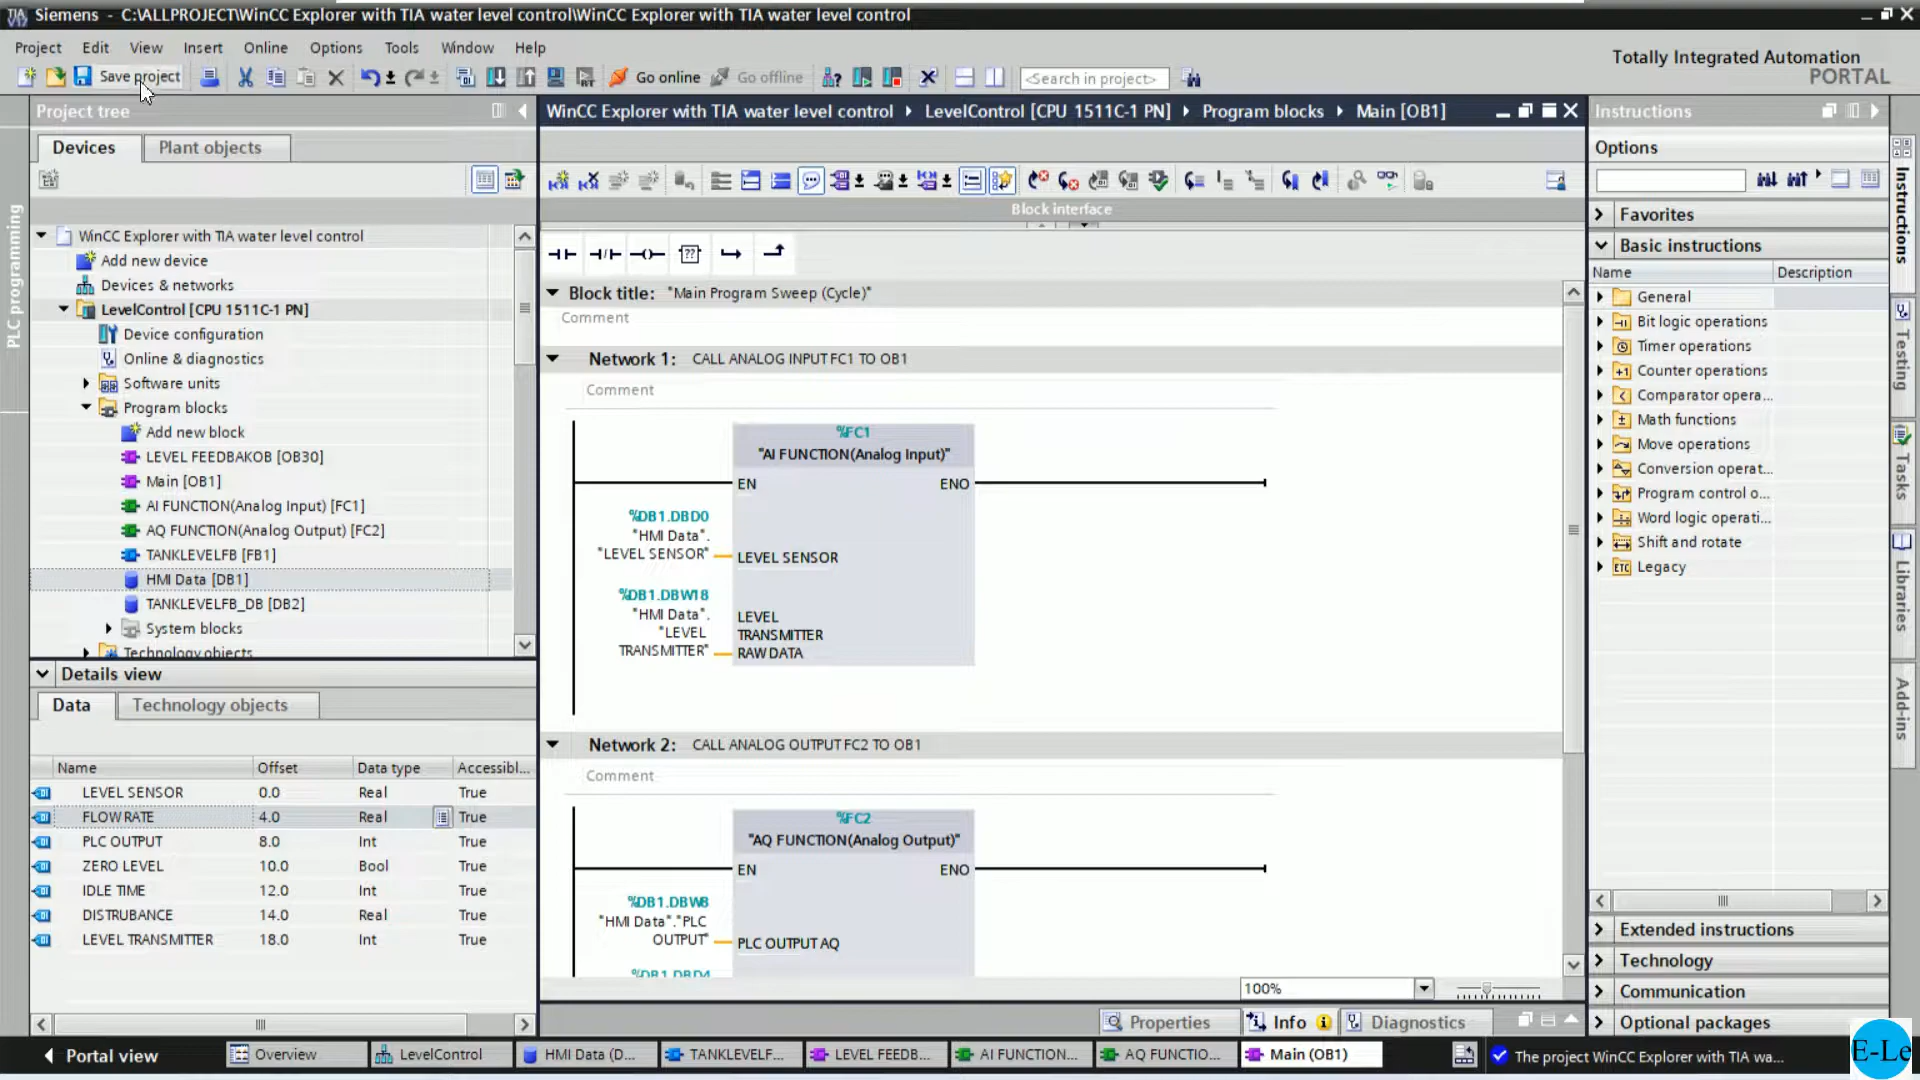 Siemens - C:\ALLPROJECT\WinCC Explorer with TIA water level control\WinCC Explorer with TIA water level control
Project Edit View Insert Online Options Tools Window Help
Totally Integrated Automation
PORTAL
Save project
Go online
Go offline
<Search in project>
Project tree
WinCC Explorer with TIA water level control LevelControl [CPU 1511C-1 PN] Program blocks Main [OB1]
Instructions
Devices
Plant objects
Options
PLC programming
Block interface
WinCC Explorer with TIA water level control
Add new device
Devices & networks
LevelControl [CPU 1511C-1 PN]
Device configuration
Online & diagnostics
Software units
Program blocks
Add new block
LEVEL FEEDBAKOB [OB30]
Main [OB1]
AI FUNCTION(Analog Input) [FC1]
AQ FUNCTION(Analog Output) [FC2]
TANKLEVELFB [FB1]
HMI Data [DB1]
TANKLEVELFB_DB [DB2]
System blocks
Technology objects
Details view
Data
Technology objects
Name Offset Data type Accessibl...
LEVEL SENSOR 0.0 Real True
FLOW RATE 4.0 Real True
PLC OUTPUT 8.0 Int True
ZERO LEVEL 10.0 Bool True
IDLE TIME 12.0 Int True
DISTRUBANCE 14.0 Real True
LEVEL TRANSMITTER 18.0 Int True
??
Block title: "Main Program Sweep (Cycle)"
Comment
Network 1: CALL ANALOG INPUT FC1 TO OB1
Comment
%FC1
"AI FUNCTION(Analog Input)"
EN ENO
%DB1.DBD0
"HMI Data".
"LEVEL SENSOR" LEVEL SENSOR
%DB1.DBW18
"HMI Data".
"LEVEL
TRANSMITTER"
LEVEL
TRANSMITTER
RAW DATA
Network 2: CALL ANALOG OUTPUT FC2 TO OB1
Comment
%FC2
"AQ FUNCTION(Analog Output)"
EN ENO
%DB1.DBW8
"HMI Data"."PLC
OUTPUT" PLC OUTPUT AQ
%DB1.DBD4
100%
Properties
Info
Diagnostics
Favorites
Basic instructions
Name Description
General
Bit logic operations
Timer operations
Counter operations
Comparator opera...
Math functions
Move operations
Conversion operat...
Program control o...
Word logic operati...
Shift and rotate
Legacy
Extended instructions
Technology
Communication
Optional packages
Instructions
Testing
Tasks
Libraries
Add-ins
Portal view
Overview
LevelControl
HMI Data (D...
TANKLEVELF...
LEVEL FEEDB...
AI FUNCTION...
AQ FUNCTIO...
Main (OB1)
The project WinCC Explorer with TIA wa...
E-Le